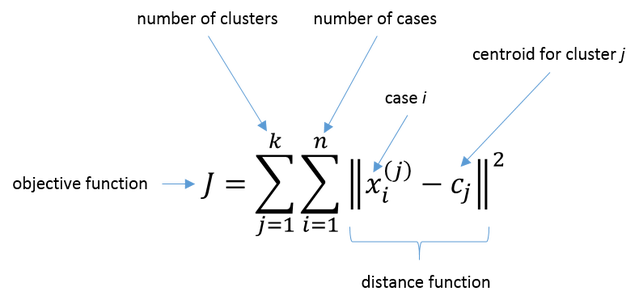 number of clusters number of cases
centroid for cluster j
case i
objective function J = ∑_{j=1}^{k} ∑_{i=1}^{n} ‖x_i^{(j)} − c_j‖²
distance function